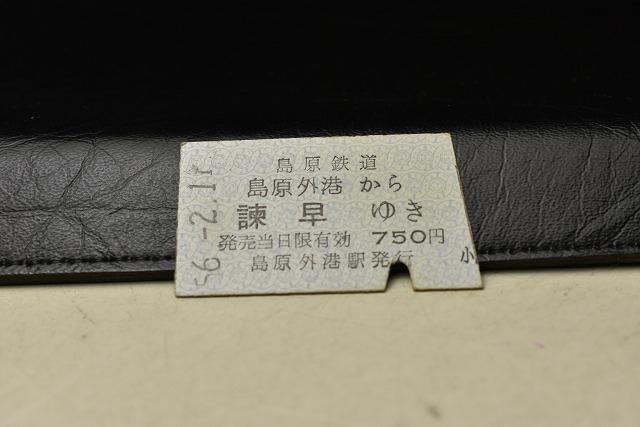 島原鉄道
島原外港から
諫早ゆき
発売当日限有効 750円
島原外港駅発行
小
56.-2.11